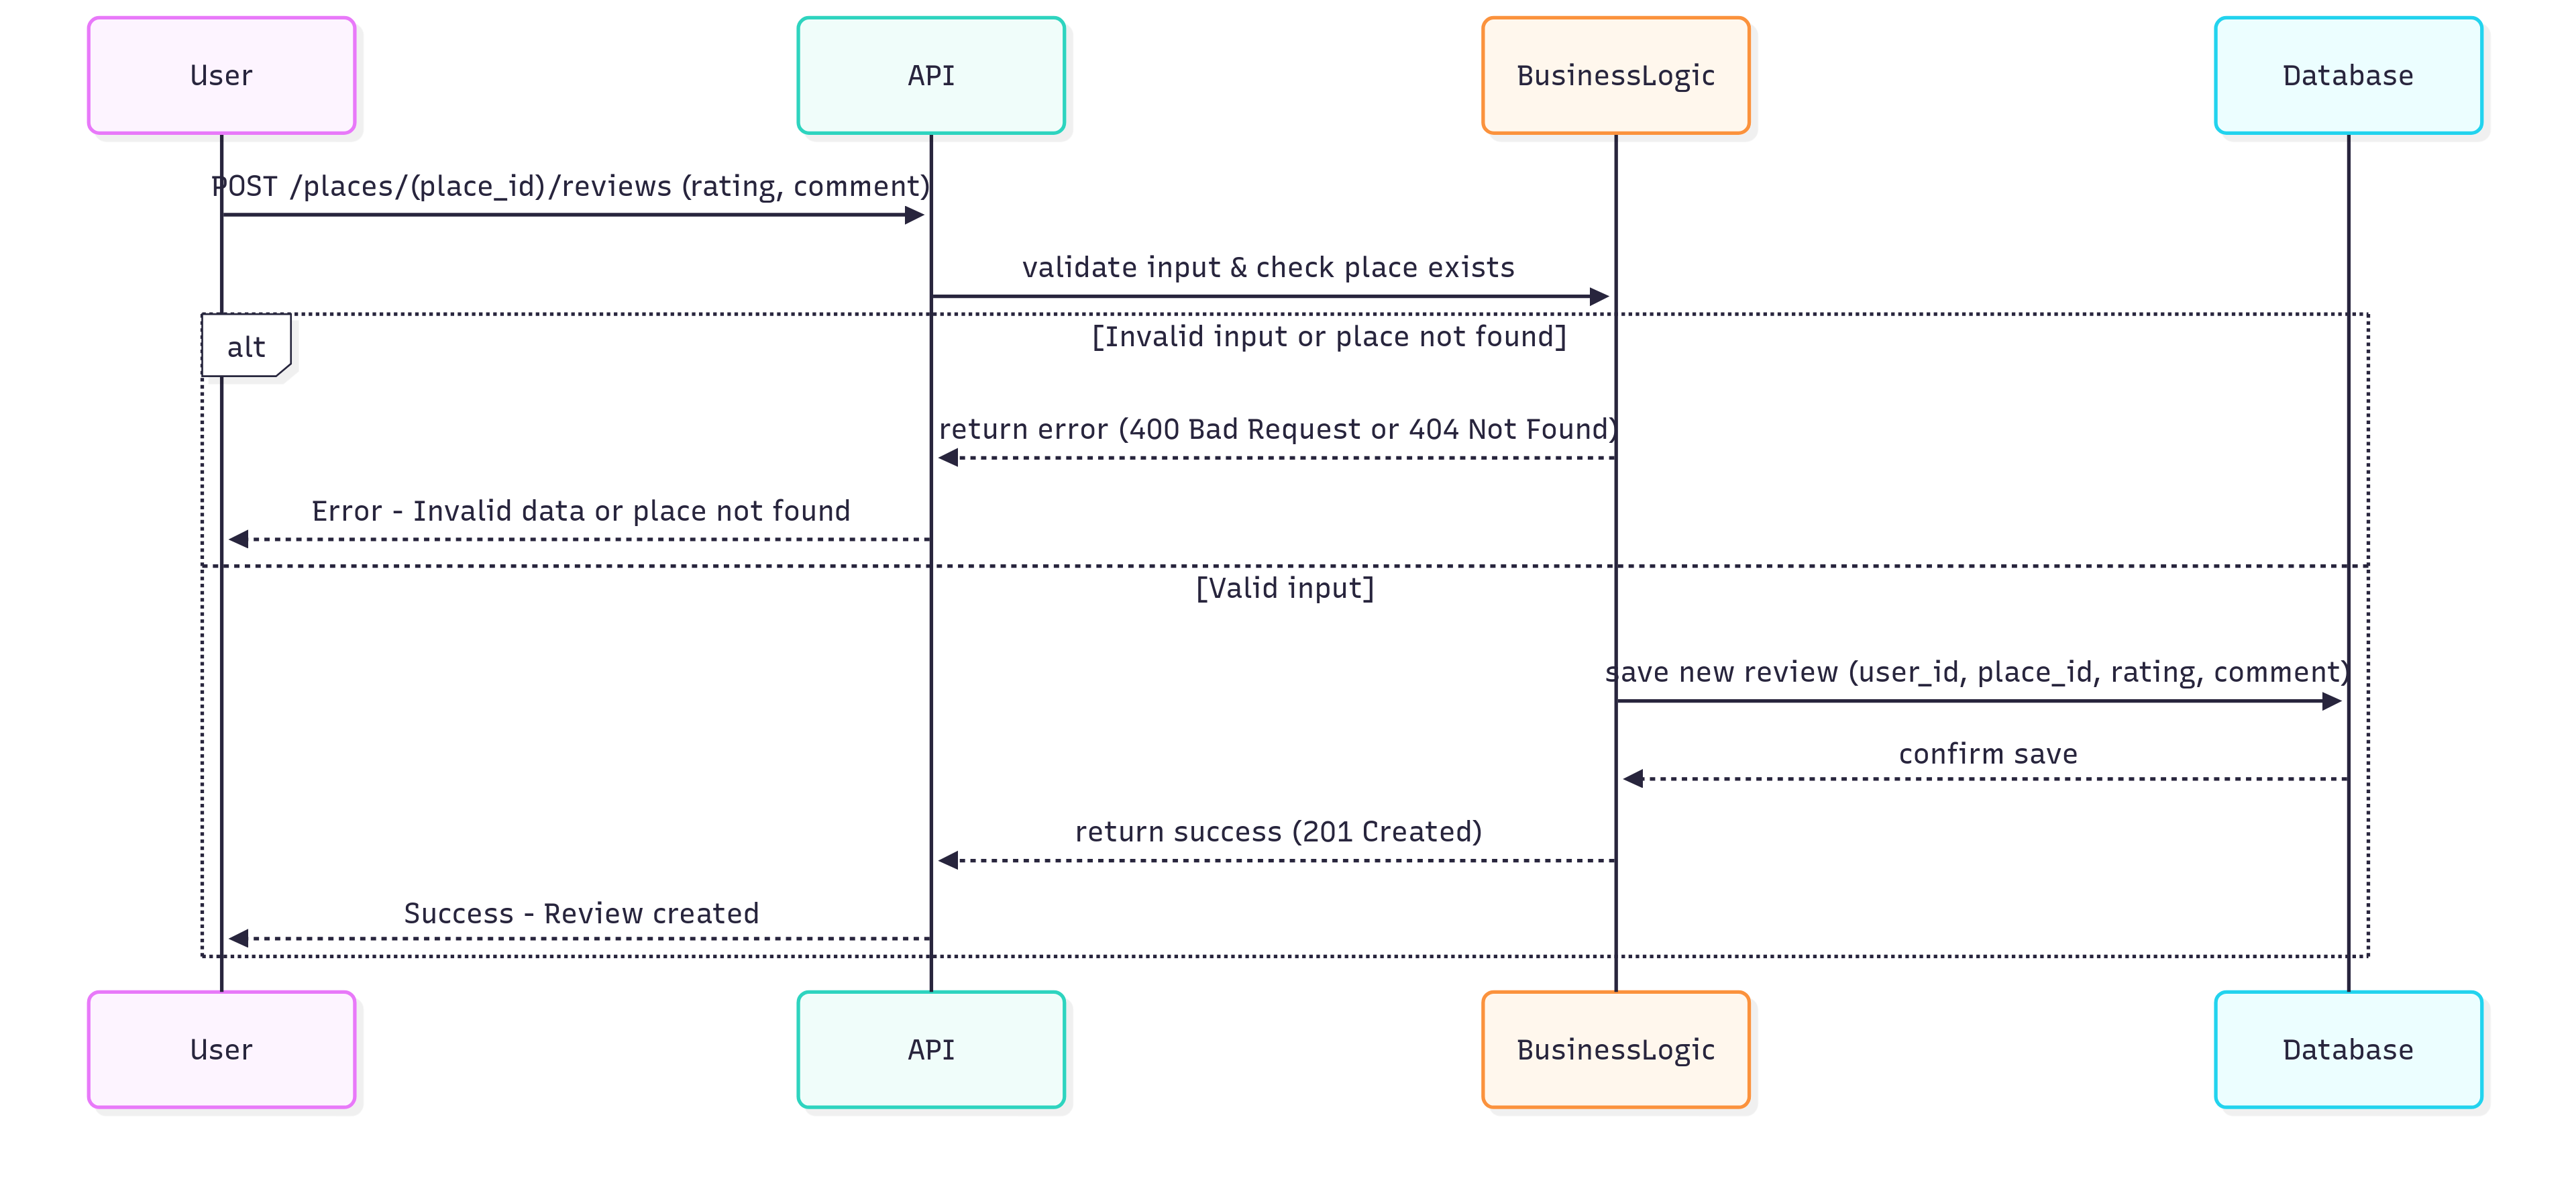 User
API
BusinessLogic
Database
POST /places/(place_id)/reviews (rating, comment)
validate input & check place exists
alt
[Invalid input or place not found]
return error (400 Bad Request or 404 Not Found)
Error - Invalid data or place not found
[Valid input]
save new review (user_id, place_id, rating, comment)
confirm save
return success (201 Created)
Success - Review created
User
API
BusinessLogic
Database